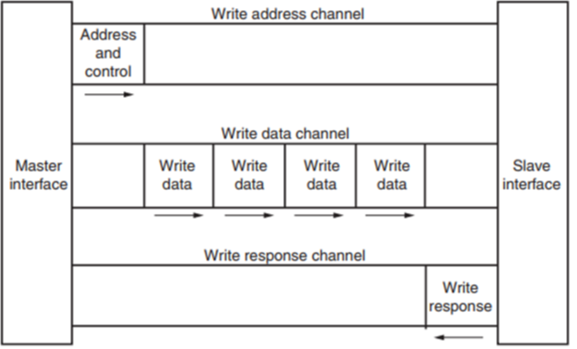 Write address channel
Address
and
control
Write data channel
Master
interface
Write
data
Write
data
Write
data
Write
data
Slave
interface
Write response channel
Write
response